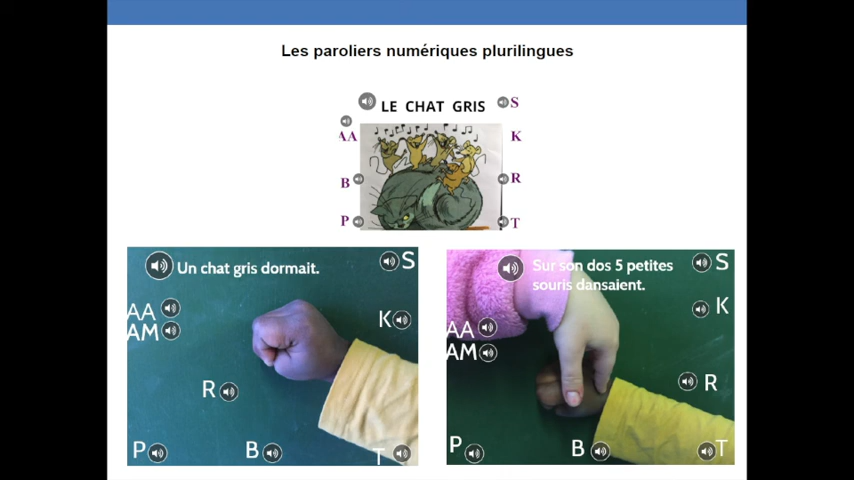 Les paroliers numériques plurilingues
LE CHAT GRIS
S
AA
K
B
R
P
T
Un chat gris dormait.
S
AA
AM
K
R
P
B
T
Sur son dos 5 petites
souris dansaient.
S
K
AA
AM
R
P
B
T